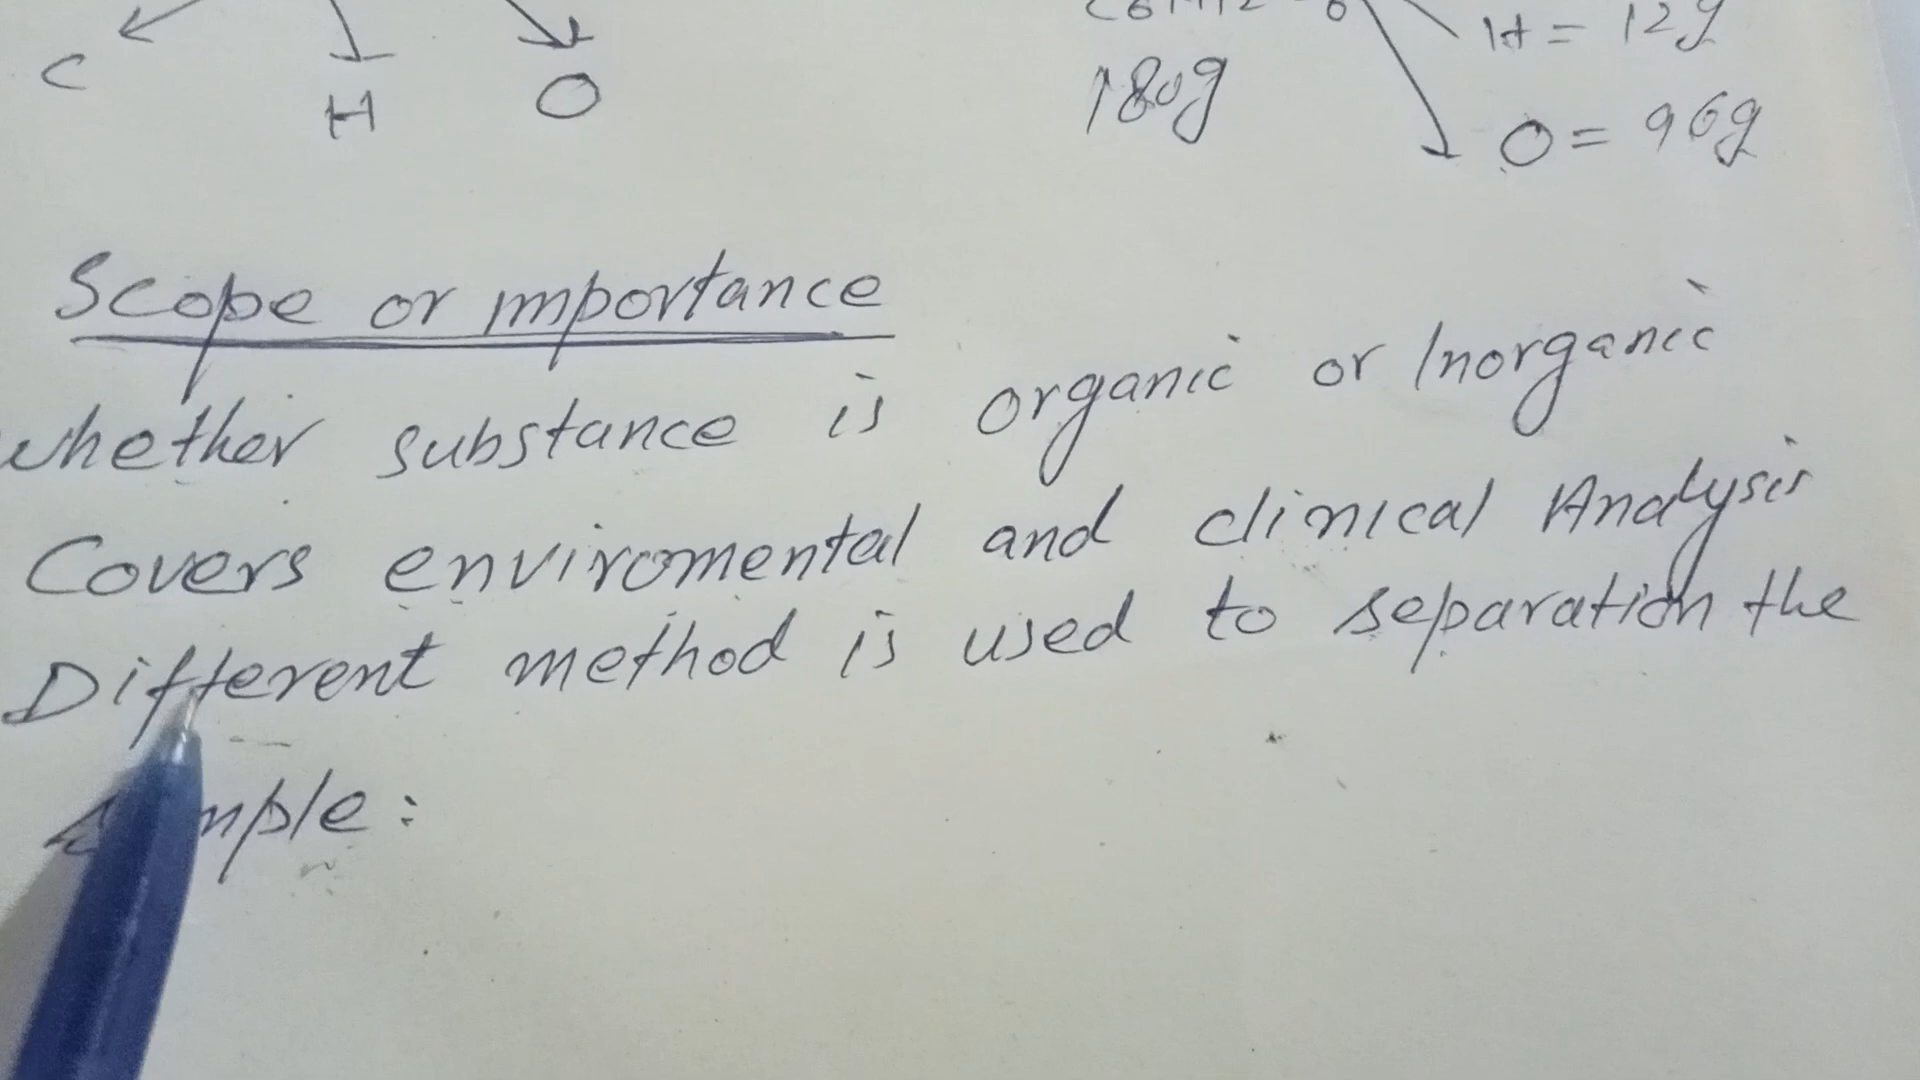 H = 12g
C H O
180g
O = 96g
Scope or importance
whether substance is organic or Inorganic
Covers enviromental and clinical Analysis
Different method is used to separation the